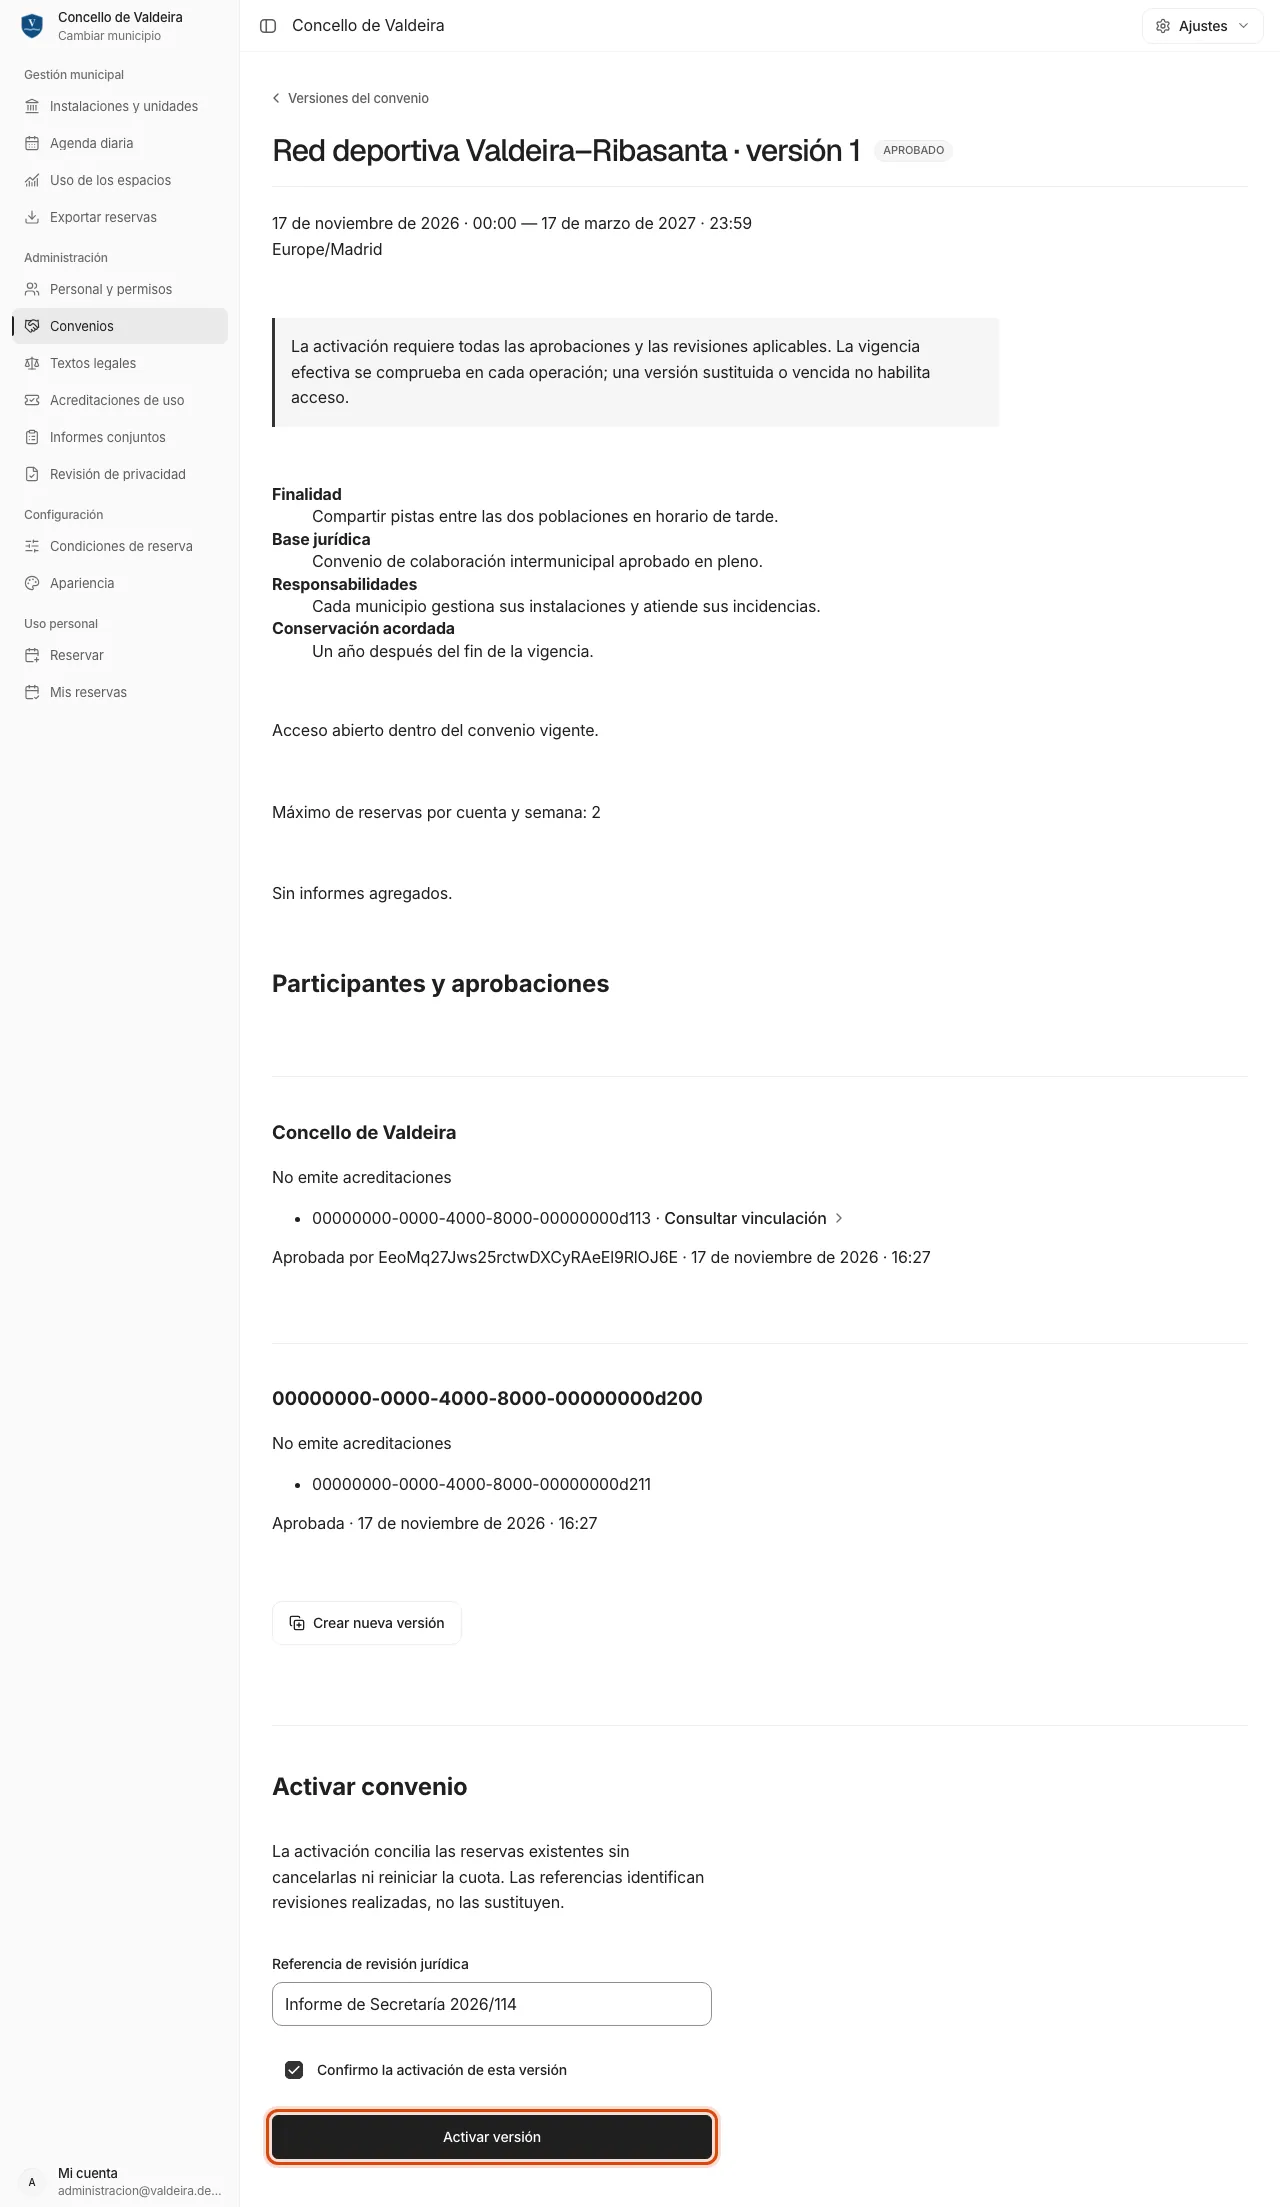 Concello de Valdeira
Cambiar municipio
Gestión municipal
Instalaciones y unidades
Agenda diaria
Uso de los espacios
Exportar reservas
Administración
Personal y permisos
Convenios
Textos legales
Acreditaciones de uso
Informes conjuntos
Revisión de privacidad
Configuración
Condiciones de reserva
Apariencia
Uso personal
Reservar
Mis reservas
A
Mi cuenta
administracion@valdeira.de...
Concello de Valdeira
Ajustes
Versiones del convenio
Red deportiva Valdeira–Ribasanta · versión 1
APROBADO
17 de noviembre de 2026 · 00:00 — 17 de marzo de 2027 · 23:59
Europe/Madrid
La activación requiere todas las aprobaciones y las revisiones aplicables. La vigencia
efectiva se comprueba en cada operación; una versión sustituida o vencida no habilita
acceso.
Finalidad
Compartir pistas entre las dos poblaciones en horario de tarde.
Base jurídica
Convenio de colaboración intermunicipal aprobado en pleno.
Responsabilidades
Cada municipio gestiona sus instalaciones y atiende sus incidencias.
Conservación acordada
Un año después del fin de la vigencia.
Acceso abierto dentro del convenio vigente.
Máximo de reservas por cuenta y semana: 2
Sin informes agregados.
Participantes y aprobaciones
Concello de Valdeira
No emite acreditaciones
• 00000000-0000-4000-8000-00000000d113 · Consultar vinculación
Aprobada por EeoMq27Jws25rctwDXCyRAeEI9RlOJ6E · 17 de noviembre de 2026 · 16:27
00000000-0000-4000-8000-00000000d200
No emite acreditaciones
• 00000000-0000-4000-8000-00000000d211
Aprobada · 17 de noviembre de 2026 · 16:27
Crear nueva versión
Activar convenio
La activación concilia las reservas existentes sin
cancelarlas ni reiniciar la cuota. Las referencias identifican
revisiones realizadas, no las sustituyen.
Referencia de revisión jurídica
Informe de Secretaría 2026/114
Confirmo la activación de esta versión
Activar versión